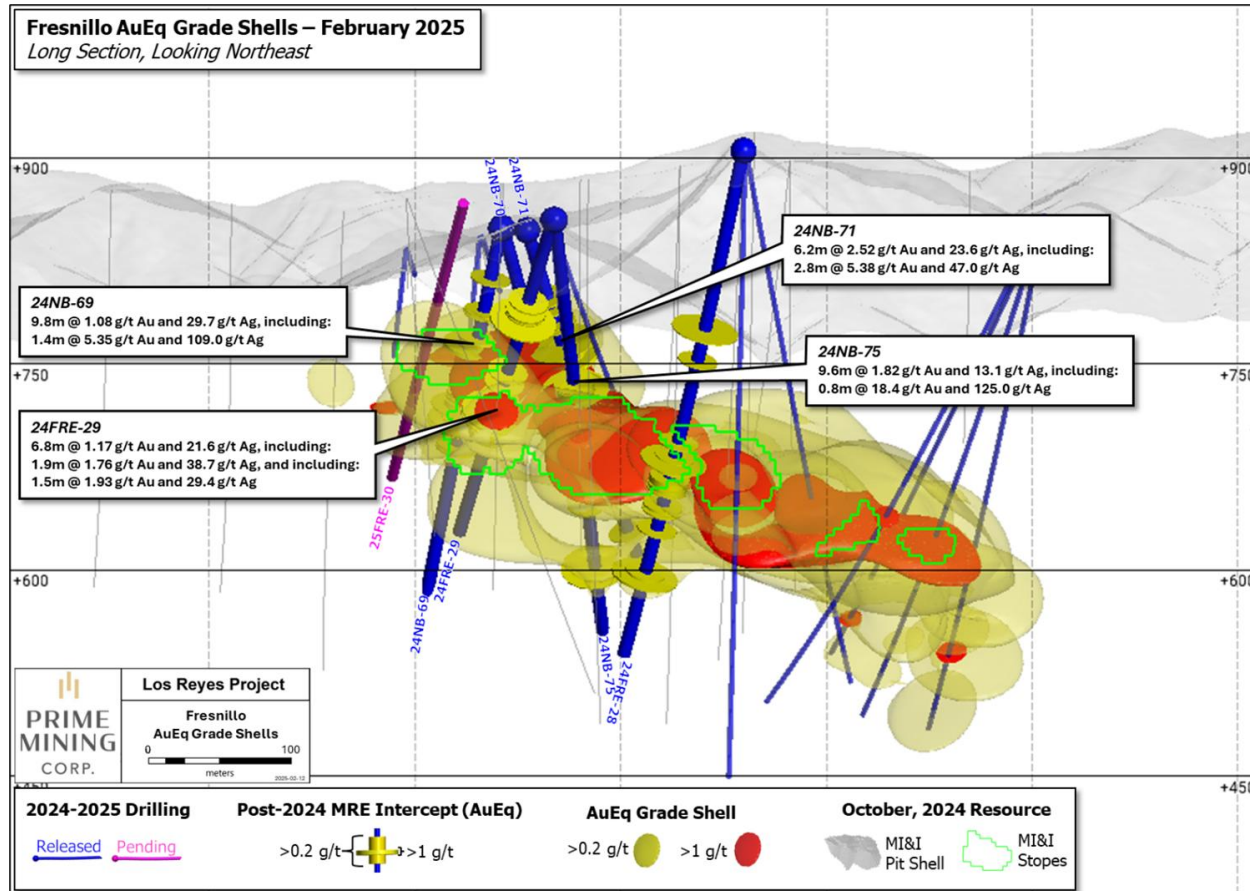 Fresnillo AuEq Grade Shells – February 2025
Long Section, Looking Northeast
+900
+900
+750
+750
+600
+600
+450
+450
24NB-70
24NB-71
24NB-71
6.2m @ 2.52 g/t Au and 23.6 g/t Ag, including:
2.8m @ 5.38 g/t Au and 47.0 g/t Ag
24NB-69
9.8m @ 1.08 g/t Au and 29.7 g/t Ag, including:
1.4m @ 5.35 g/t Au and 109.0 g/t Ag
24NB-75
9.6m @ 1.82 g/t Au and 13.1 g/t Ag, including:
0.8m @ 18.4 g/t Au and 125.0 g/t Ag
24FRE-29
6.8m @ 1.17 g/t Au and 21.6 g/t Ag, including:
1.9m @ 1.76 g/t Au and 38.7 g/t Ag, and including:
1.5m @ 1.93 g/t Au and 29.4 g/t Ag
25FRE-30
24NB-69
24FRE-29
24NB-75
24FRE-28
PRIME
MINING
CORP.
Los Reyes Project
Fresnillo
AuEq Grade Shells
0 100
meters
2025-02-12
2024-2025 Drilling
Released Pending
Post-2024 MRE Intercept (AuEq)
>0.2 g/t >1 g/t
AuEq Grade Shell
>0.2 g/t >1 g/t
October, 2024 Resource
MI&I
Pit Shell
MI&I
Stopes